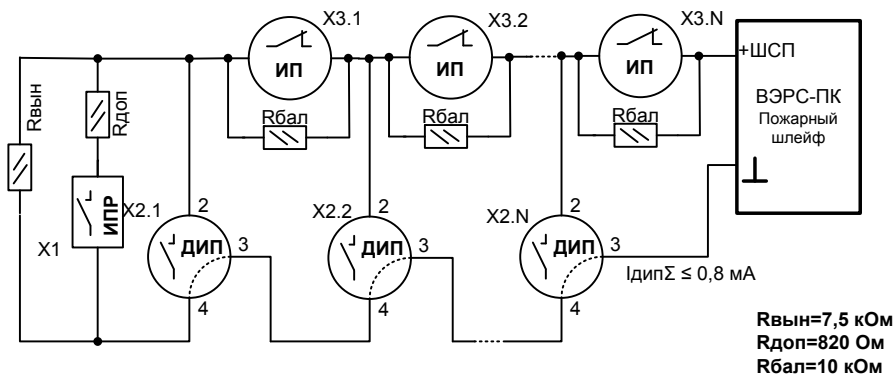 X3.1
X3.2
X3.N
ИП
ИП
ИП
+ШСП
ВЭРС-ПК
Пожарный
шлейф
Rвын
Rдоп
Rбал
Rбал
Rбал
ИПР
X1
X2.1
2
ДИП
3
4
X2.2
2
ДИП
3
4
X2.N
2
ДИП
3
4
IдипΣ ≤ 0,8 мА
Rвын=7,5 кОм
Rдоп=820 Ом
Rбал=10 кОм